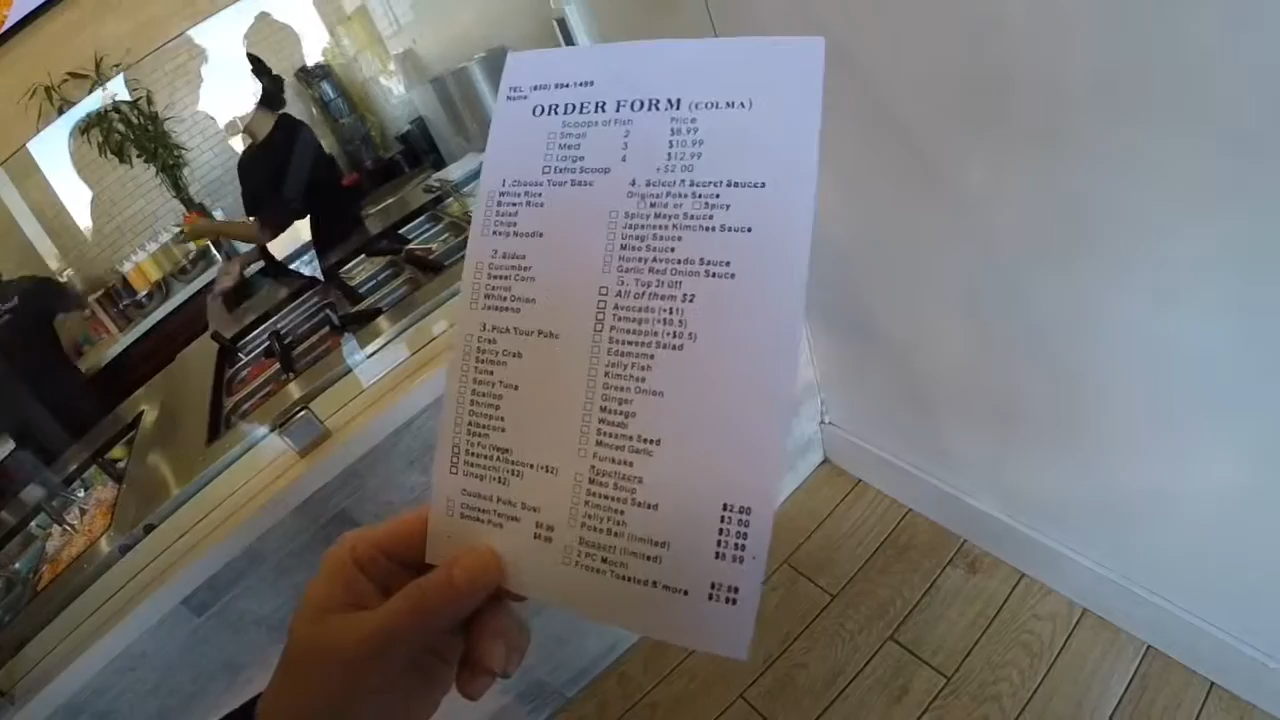 TEL (650) 994-1499
Name:
ORDER FORM (COLMA)
Scoops of Fish Price
Small 2 $8.99
Med 3 $10.99
Large 4 $12.99
Extra Scoop +$2.00
1.Choose Your Base
White Rice
Brown Rice
Salad
Chips
Kelp Noodle
2.Sides
Cucumber
Sweet Corn
Carrot
White Onion
Jalapeno
3.Pick Your Poke
Crab
Spicy Crab
Salmon
Tuna
Spicy Tuna
Scallop
Shrimp
Octopus
Albacore
Spam
To Fu (Vege)
Seared Albacore (+$2)
Hamachi (+$2)
Unagi (+$2)
Cooked Poke Bowl
Chicken Teriyaki $8.99
Smoke Pork $8.99
4. Select A Secret Sauces
Original Poke Sauce
Mild or Spicy
Spicy Mayo Sauce
Japanese Kimchee Sauce
Unagi Sauce
Miso Sauce
Honey Avocado Sauce
Garlic Red Onion Sauce
5. Top It Off
All of them $2
Avocado (+$1)
Tamago (+$0.5)
Pineapple (+$0.5)
Seaweed Salad
Edamame
Jelly Fish
Kimchee
Green Onion
Ginger
Masago
Wasabi
Sesame Seed
Minced Garlic
Furikake
Appetizers
Miso Soup $2.00
Seaweed Salad $3.00
Kimchee $3.00
Jelly Fish $3.50
Poke Ball (limited) $8.99
Dessert (limited)
2 PC Mochi
Frozen Toasted S'more $3.99